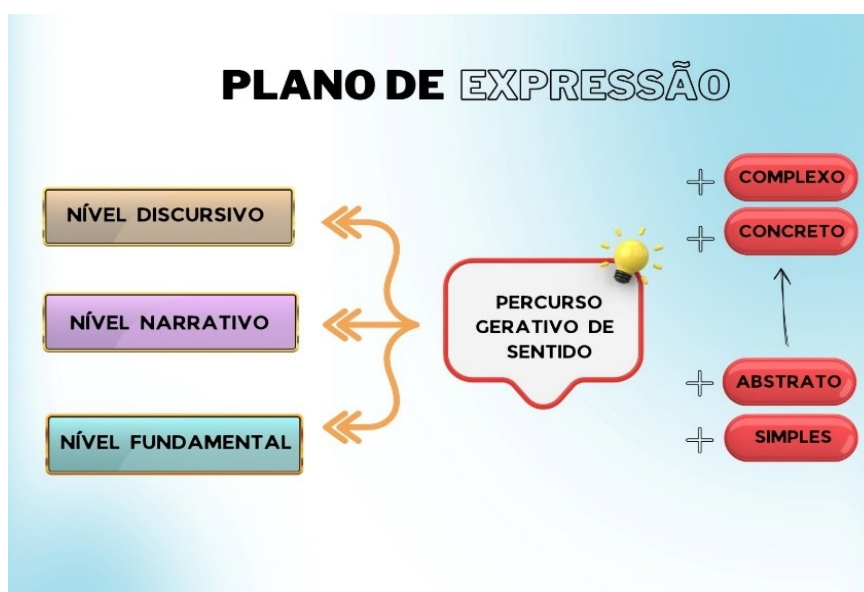 PLANO DE EXPRESSÃO
NÍVEL DISCURSIVO
NÍVEL NARRATIVO
NÍVEL FUNDAMENTAL
PERCURSO
GERATIVO DE
SENTIDO
+ COMPLEXO
+ CONCRETO
+ ABSTRATO
+ SIMPLES